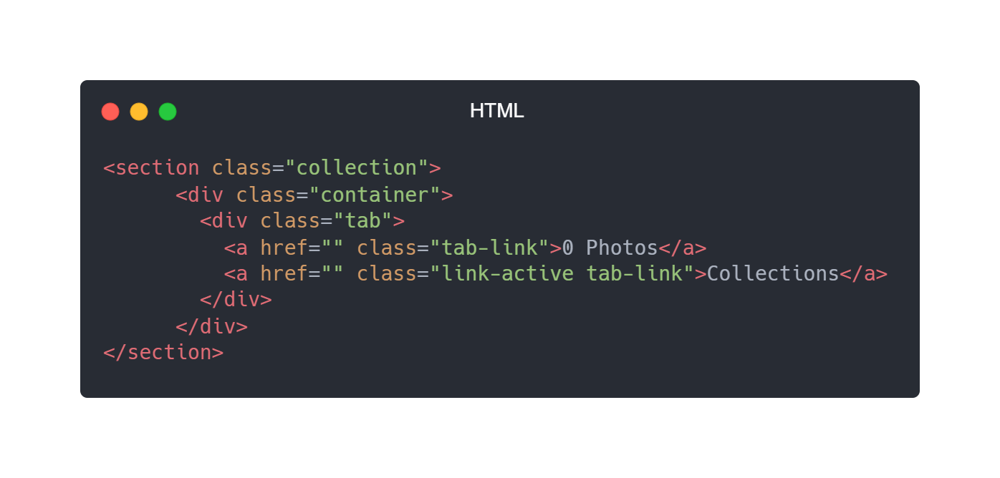 HTML
<section class="collection">
      <div class="container">
        <div class="tab">
          <a href="" class="tab-link">0 Photos</a>
          <a href="" class="link-active tab-link">Collections</a>
        </div>
      </div>
</section>